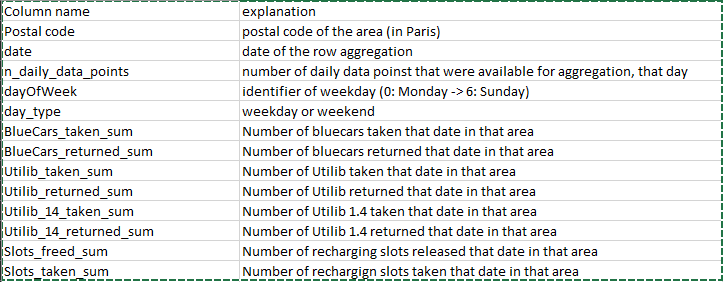 Column name explanation
Postal code postal code of the area (in Paris)
date date of the row aggregation
n_daily_data_points number of daily data poinst that were available for aggregation, that day
dayOfWeek identifier of weekday (0: Monday -> 6: Sunday)
day_type weekday or weekend
BlueCars_taken_sum Number of bluecars taken that date in that area
BlueCars_returned_sum Number of bluecars returned that date in that area
Utilib_taken_sum Number of Utilib taken that date in that area
Utilib_returned_sum Number of Utilib returned that date in that area
Utilib_14_taken_sum Number of Utilib 1.4 taken that date in that area
Utilib_14_returned_sum Number of Utilib 1.4 returned that date in that area
Slots_freed_sum Number of recharging slots released that date in that area
Slots_taken_sum Number of rechargign slots taken that date in that area